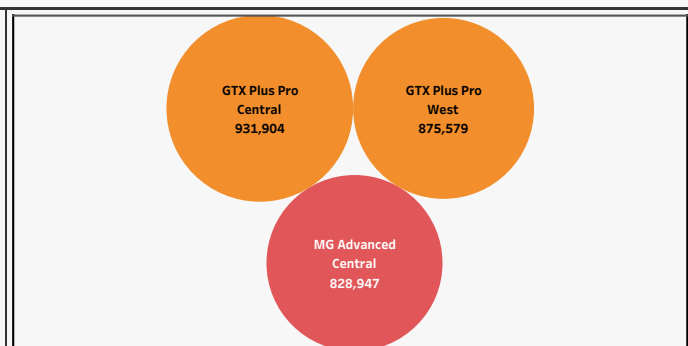 GTX Plus Pro
Central
931,904
GTX Plus Pro
West
875,579
MG Advanced
Central
828,947